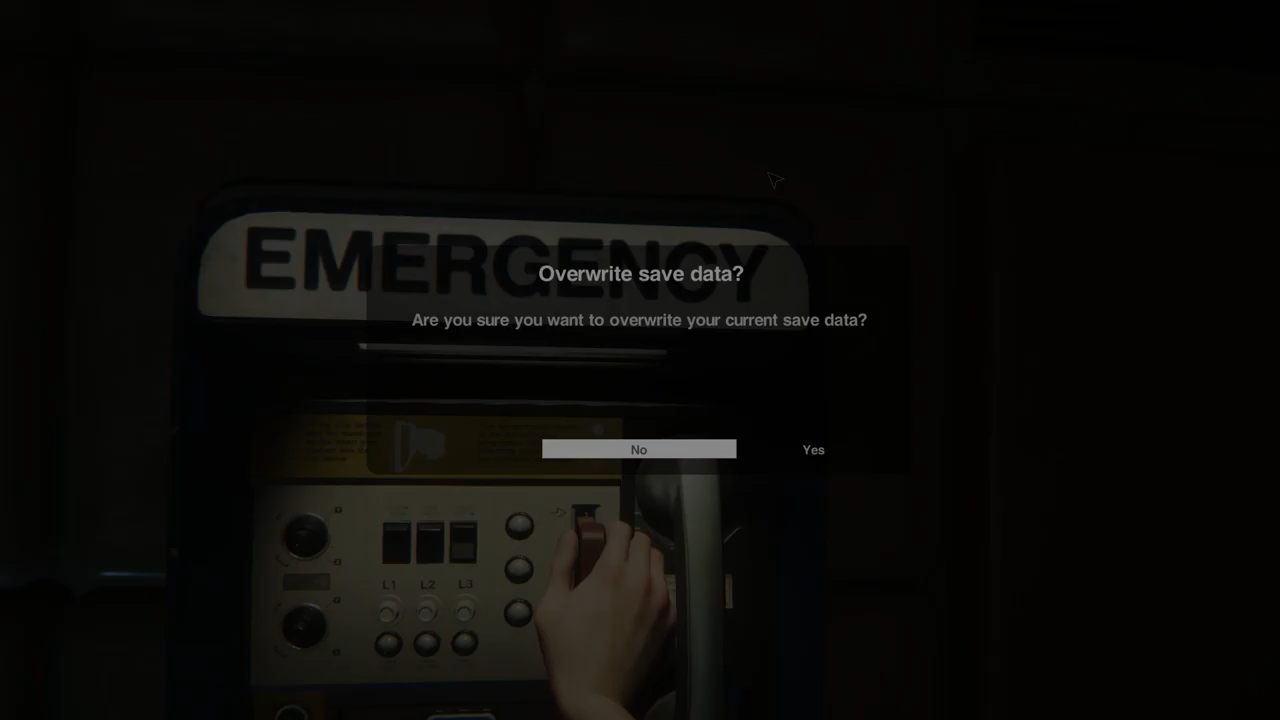 EMERGENCY
Overwrite save data?
Are you sure you want to overwrite your current save data?
No Yes
L1 L2 L3